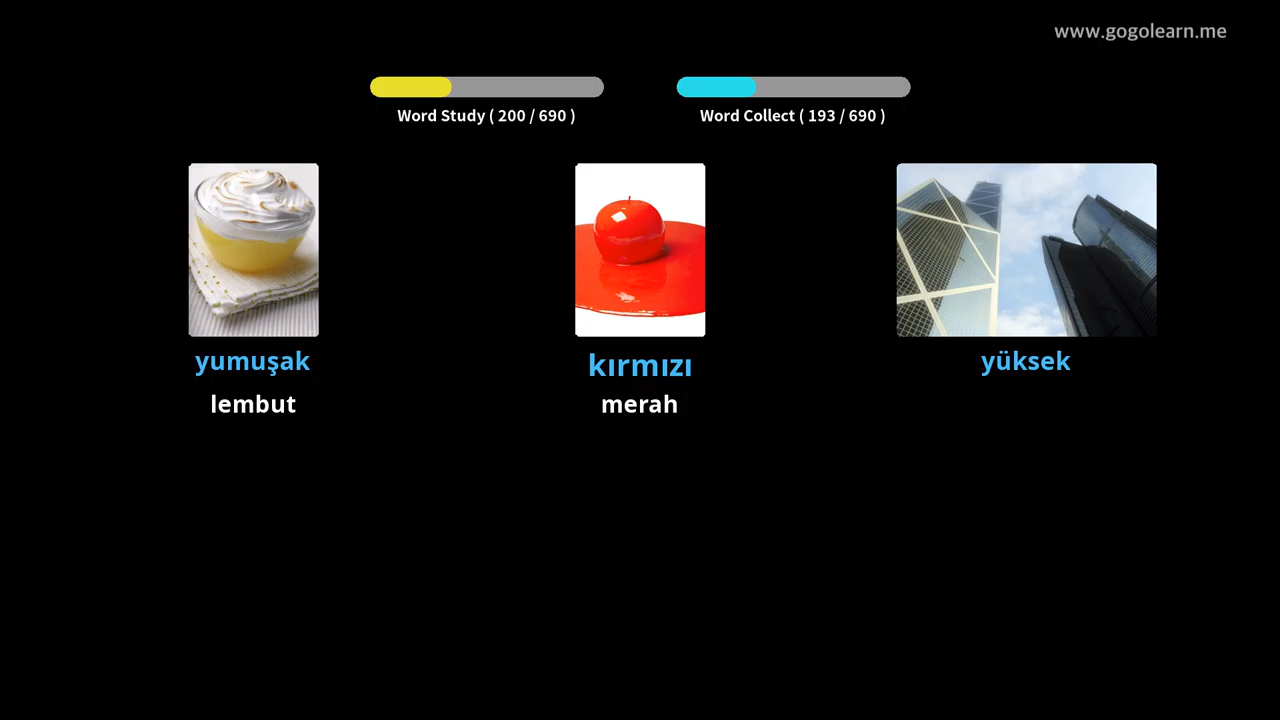 www.gogolearn.me
Word Study ( 200 / 690 )
Word Collect ( 193 / 690 )
yumuşak
lembut
kırmızı
merah
yüksek